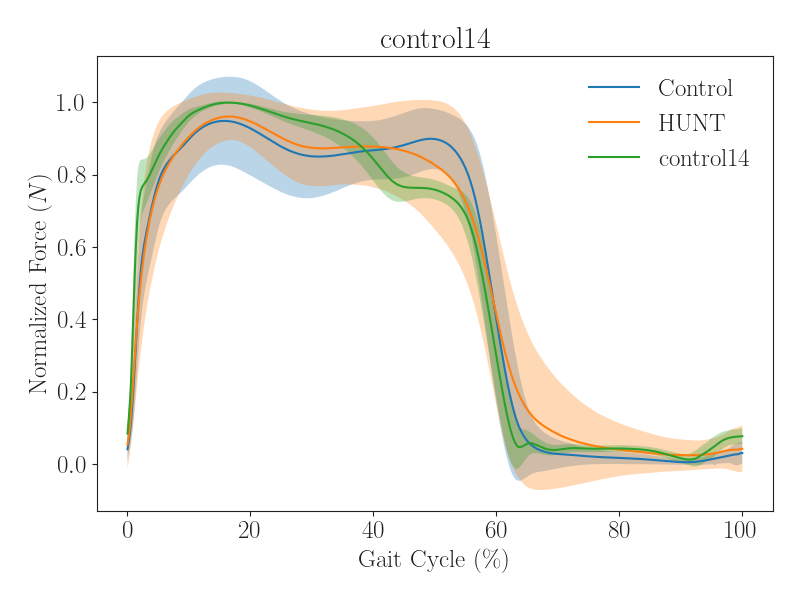 control14
Control
HUNT
control14
1.0
0.8
0.6
0.4
0.2
0.0
Normalized Force (N)
0 20 40 60 80 100
Gait Cycle (%)